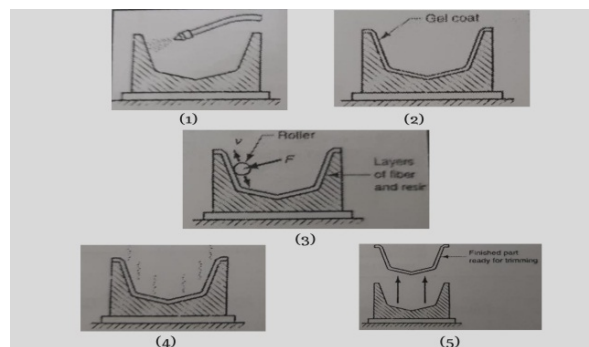 Gel coat
(1)
(2)
Roller
v
F
Layers
of fiber
and resin
(3)
Finished part
ready for trimming
(4)
(5)